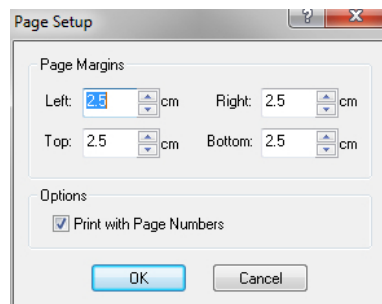 Page Setup
Page Margins
Left: 2.5 cm Right: 2.5 cm
Top: 2.5 cm Bottom: 2.5 cm
Options
Print with Page Numbers
OK Cancel